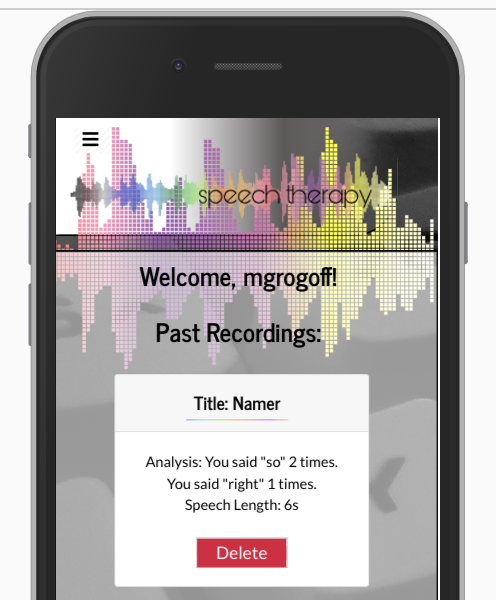 speech therapy
Welcome, mgrogoff!
Past Recordings:
Title: Namer
Analysis: You said "so" 2 times.
You said "right" 1 times.
Speech Length: 6s
Delete